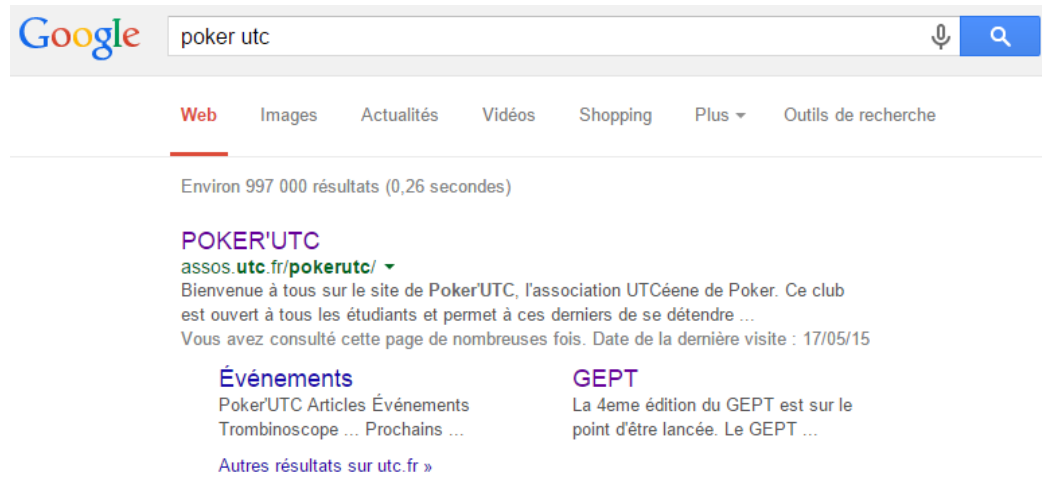 Google poker utc
Web Images Actualités Vidéos Shopping Plus Outils de recherche
Environ 997 000 résultats (0,26 secondes)
POKER'UTC
assos.utc.fr/pokerutc/
Bienvenue à tous sur le site de Poker'UTC, l'association UTCéene de Poker. Ce club
est ouvert à tous les étudiants et permet à ces derniers de se détendre ...
Vous avez consulté cette page de nombreuses fois. Date de la dernière visite : 17/05/15
Événements
Poker'UTC Articles Événements
Trombinoscope ... Prochains ...
GEPT
La 4eme édition du GEPT est sur le
point d'être lancée. Le GEPT ...
Autres résultats sur utc.fr »